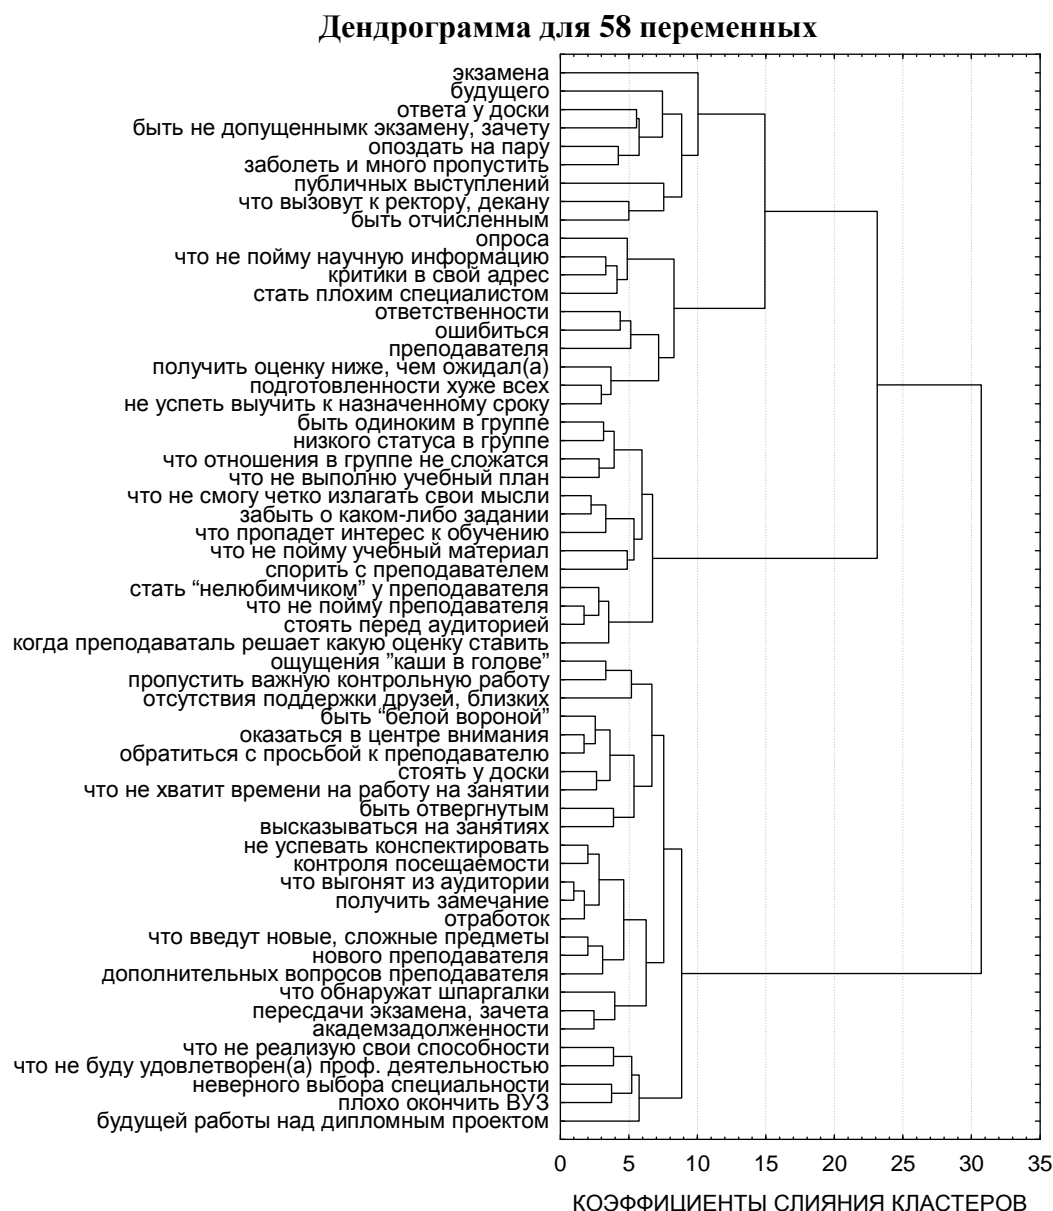 Дендрограмма для 58 переменных
экзамена
будущего
ответа у доски
быть не допущеннымк экзамену, зачету
опоздать на пару
заболеть и много пропустить
публичных выступлений
что вызовут к ректору, декану
быть отчисленным
опроса
что не пойму научную информацию
критики в свой адрес
стать плохим специалистом
ответственности
ошибиться
преподавателя
получить оценку ниже, чем ожидал(а)
подготовленности хуже всех
не успеть выучить к назначенному сроку
быть одиноким в группе
низкого статуса в группе
что отношения в группе не сложатся
что не выполню учебный план
что не смогу четко излагать свои мысли
забыть о каком-либо задании
что пропадет интерес к обучению
что не пойму учебный материал
спорить с преподавателем
стать “нелюбимчиком” у преподавателя
что не пойму преподавателя
стоять перед аудиторией
когда преподаваталь решает какую оценку ставить
ощущения ”каши в голове”
пропустить важную контрольную работу
отсутствия поддержки друзей, близких
быть “белой вороной”
оказаться в центре внимания
обратиться с просьбой к преподавателю
стоять у доски
что не хватит времени на работу на занятии
быть отвергнутым
высказываться на занятиях
не успевать конспектировать
контроля посещаемости
что выгонят из аудитории
получить замечание
отработок
что введут новые, сложные предметы
нового преподавателя
дополнительных вопросов преподавателя
что обнаружат шпаргалки
пересдачи экзамена, зачета
академзадолженности
что не реализую свои способности
что не буду удовлетворен(а) проф. деятельностью
неверного выбора специальности
плохо окончить ВУЗ
будущей работы над дипломным проектом
0 5 10 15 20 25 30 35
КОЭФФИЦИЕНТЫ СЛИЯНИЯ КЛАСТЕРОВ